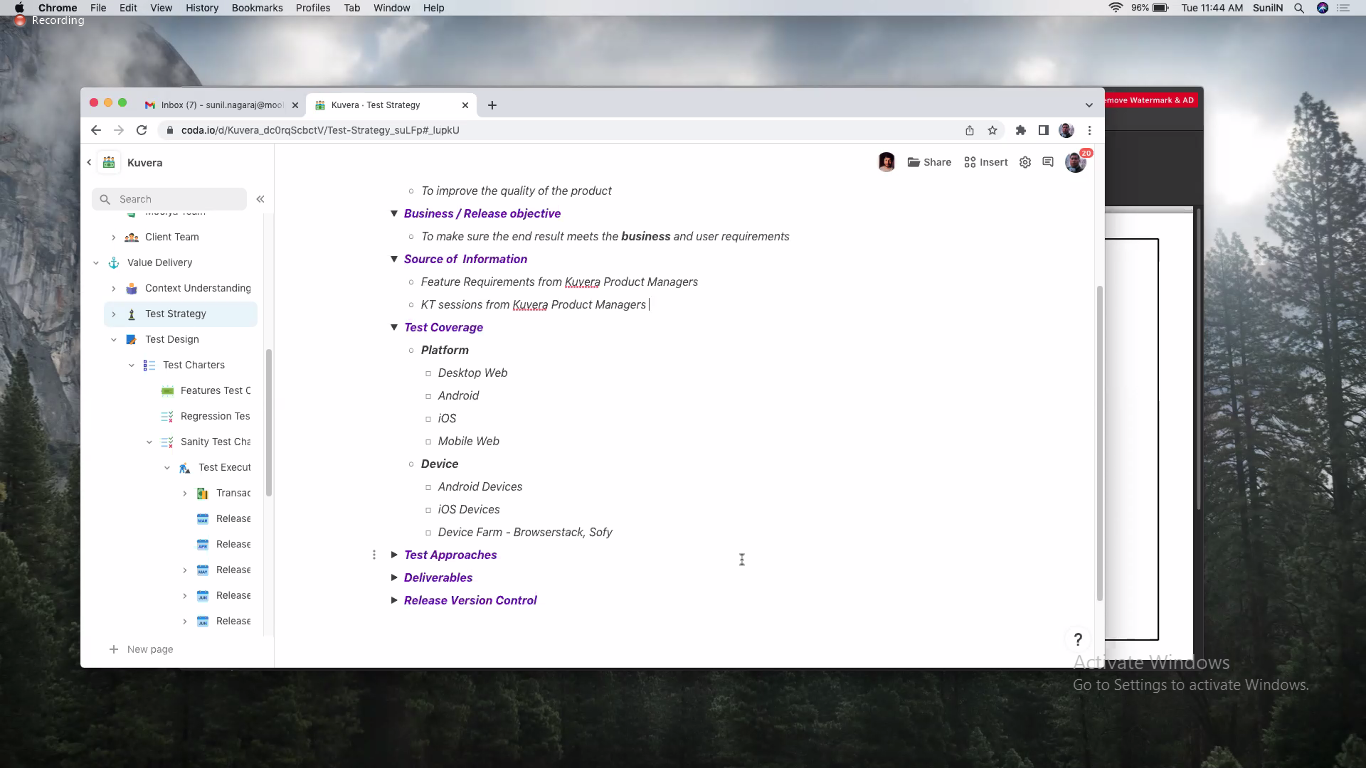 Chrome File Edit View History Bookmarks Profiles Tab Window Help
96% Tue 11:44 AM SunilN
Recording
Remove Watermark & AD
Inbox (7) - sunil.nagaraj@moo
Kuvera · Test Strategy
coda.io/d/Kuvera_dc0rqScbctV/Test-Strategy_suLFp#_lupkU
Kuvera
Share
Insert
20
Search
Client Team
Value Delivery
Context Understanding
Test Strategy
Test Design
Test Charters
Features Test C
Regression Tes
Sanity Test Cha
Test Execut
Transac
MAR Release
APR Release
MAY Release
JUN Release
JUN Release
New page
To improve the quality of the product
Business / Release objective
To make sure the end result meets the business and user requirements
Source of Information
Feature Requirements from Kuvera Product Managers
KT sessions from Kuvera Product Managers
Test Coverage
Platform
Desktop Web
Android
iOS
Mobile Web
Device
Android Devices
iOS Devices
Device Farm - Browserstack, Sofy
Test Approaches
Deliverables
Release Version Control
?
Activate Windows
Go to Settings to activate Windows.